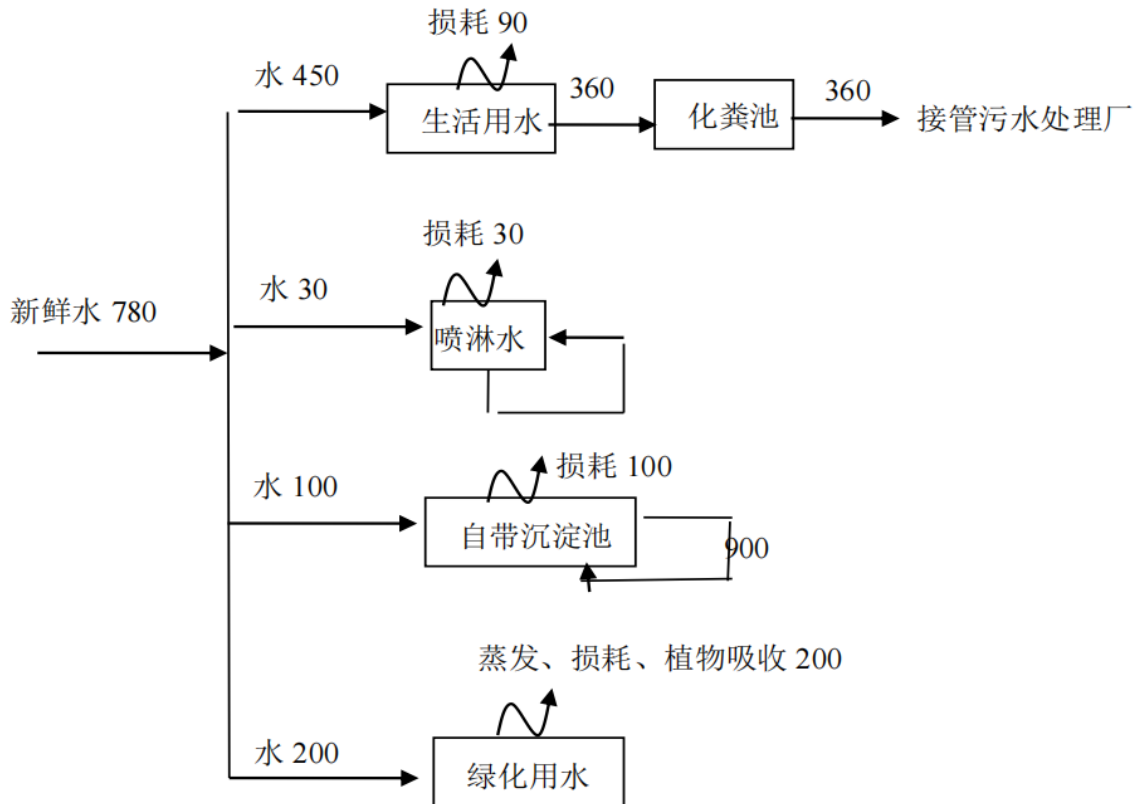 损耗 90
水 450
生活用水
360
化粪池
360
接管污水处理厂
损耗 30
水 30
喷淋水
新鲜水 780
损耗 100
水 100
自带沉淀池
900
蒸发、损耗、植物吸收 200
水 200
绿化用水